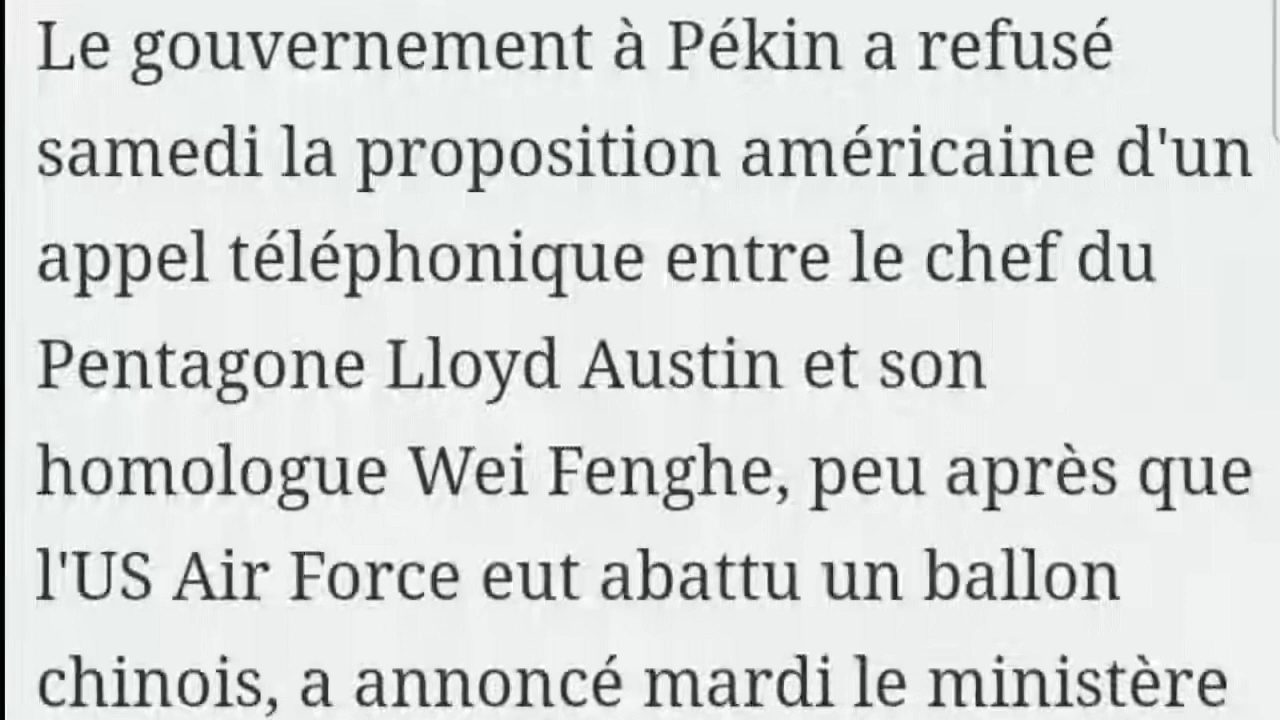 Le gouvernement à Pékin a refusé
samedi la proposition américaine d'un
appel téléphonique entre le chef du
Pentagone Lloyd Austin et son
homologue Wei Fenghe, peu après que
l'US Air Force eut abattu un ballon
chinois, a annoncé mardi le ministère